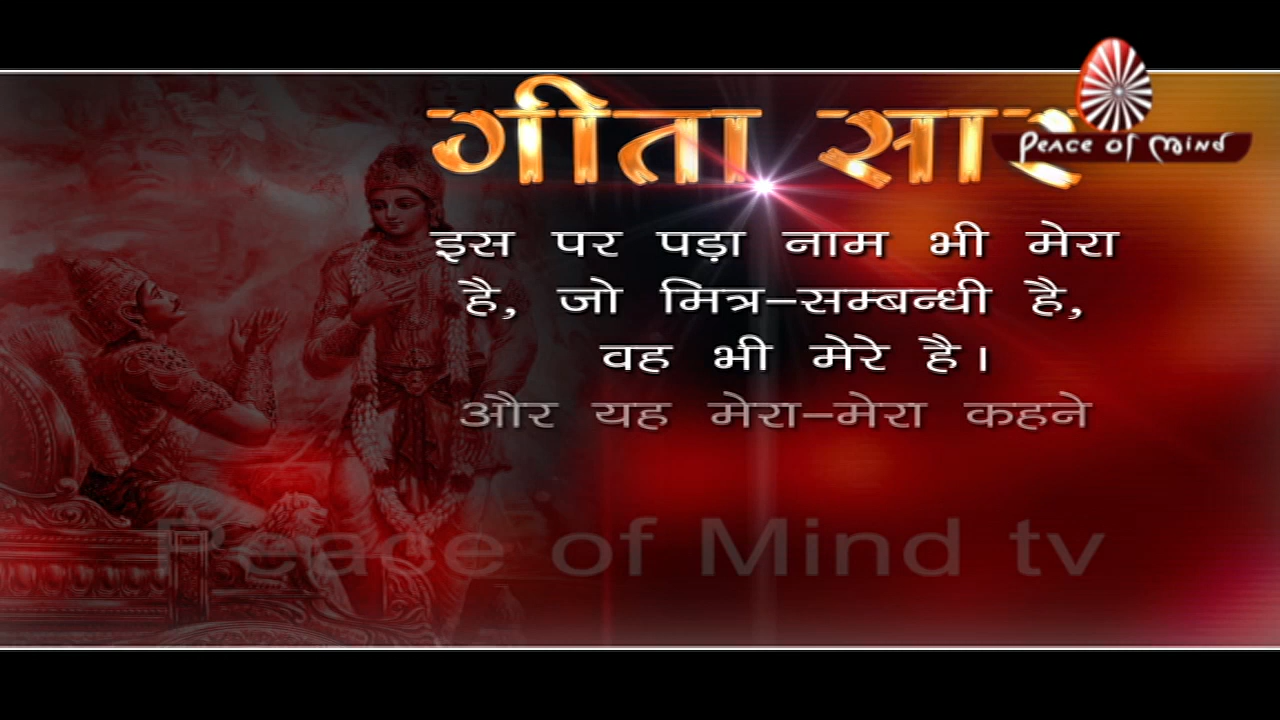 गीता सार
Peace of Mind
इस पर पड़ा नाम भी मेरा
है, जो मित्र–सम्बन्धी है,
वह भी मेरे है।
और यह मेरा–मेरा कहने
Peace of Mind tv